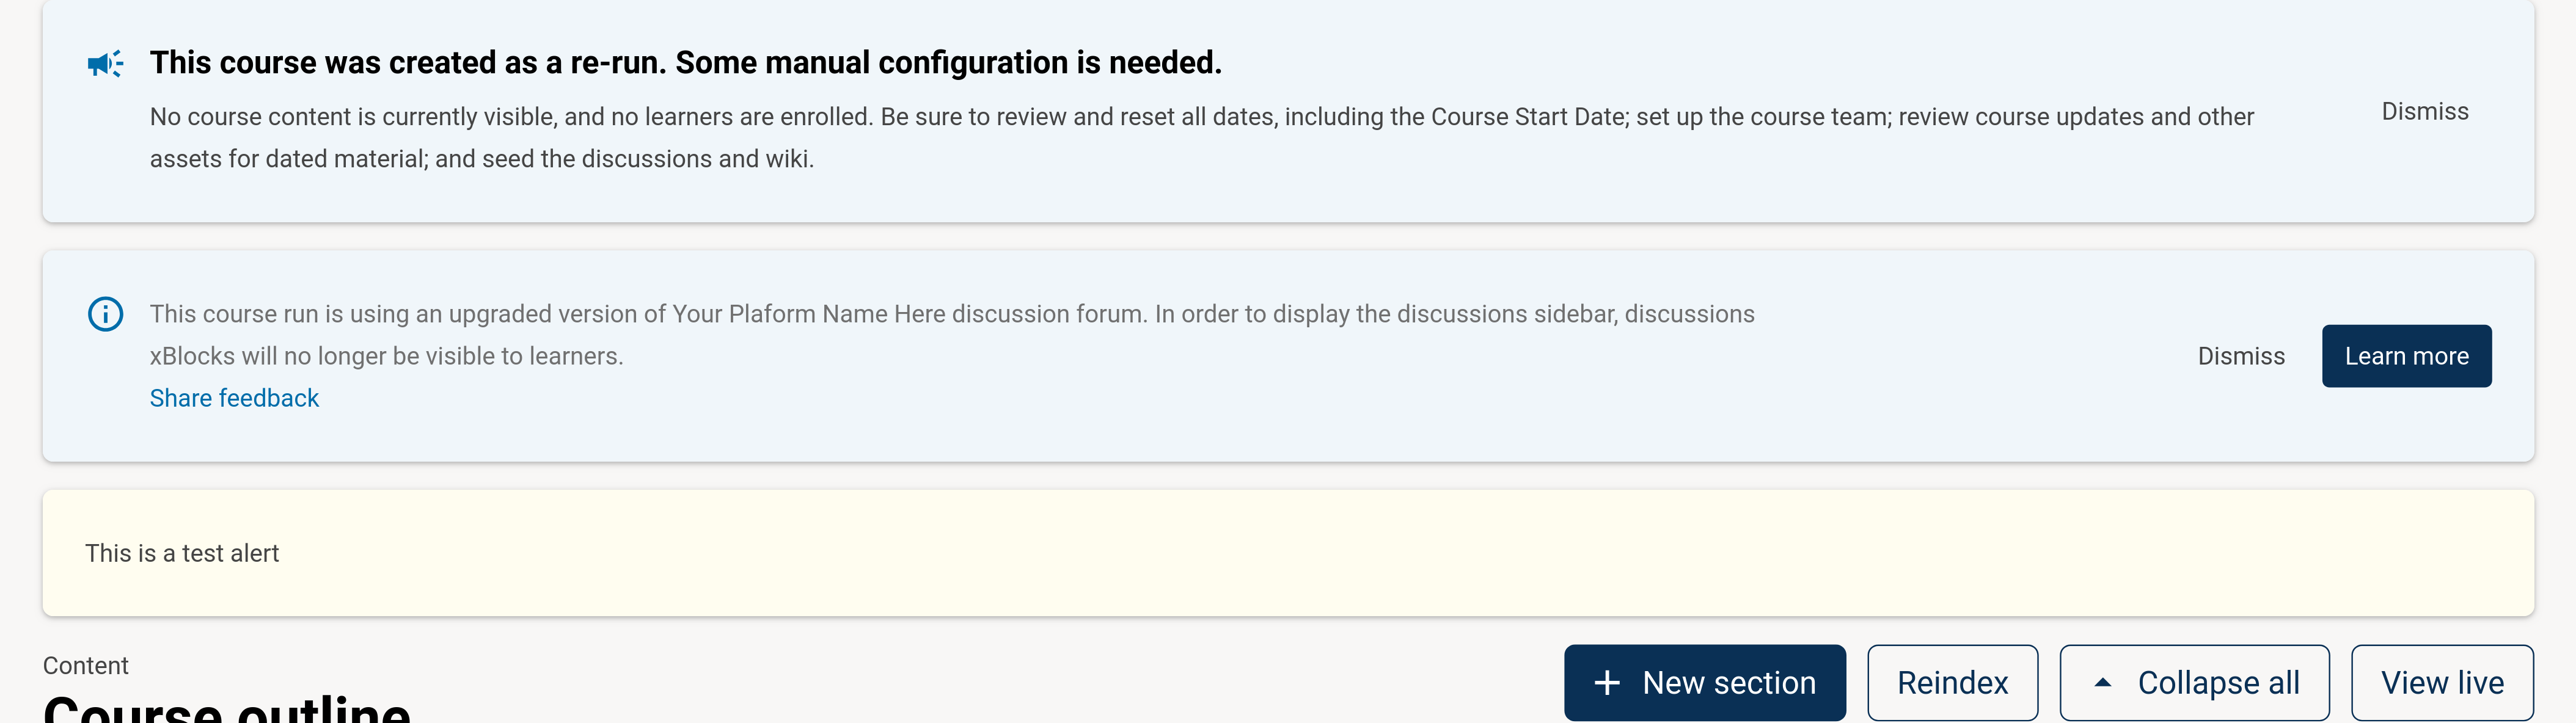 This course was created as a re-run. Some manual configuration is needed.
No course content is currently visible, and no learners are enrolled. Be sure to review and reset all dates, including the Course Start Date; set up the course team; review course updates and other
assets for dated material; and seed the discussions and wiki.
Dismiss
This course run is using an upgraded version of Your Plaform Name Here discussion forum. In order to display the discussions sidebar, discussions
xBlocks will no longer be visible to learners.
Share feedback
Dismiss
Learn more
This is a test alert
Content
Course outline
New section
Reindex
Collapse all
View live